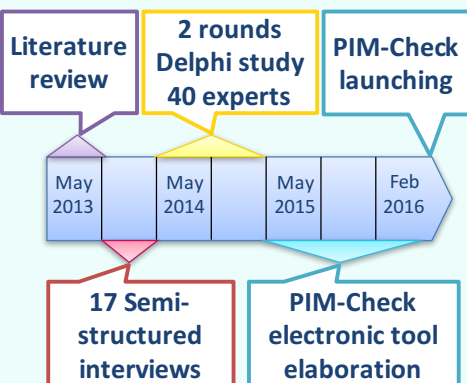 Literature
review
2 rounds
Delphi study
40 experts
PIM-Check
launching
May
2013
May
2014
May
2015
Feb
2016
17 Semi-
structured
interviews
PIM-Check
electronic tool
elaboration